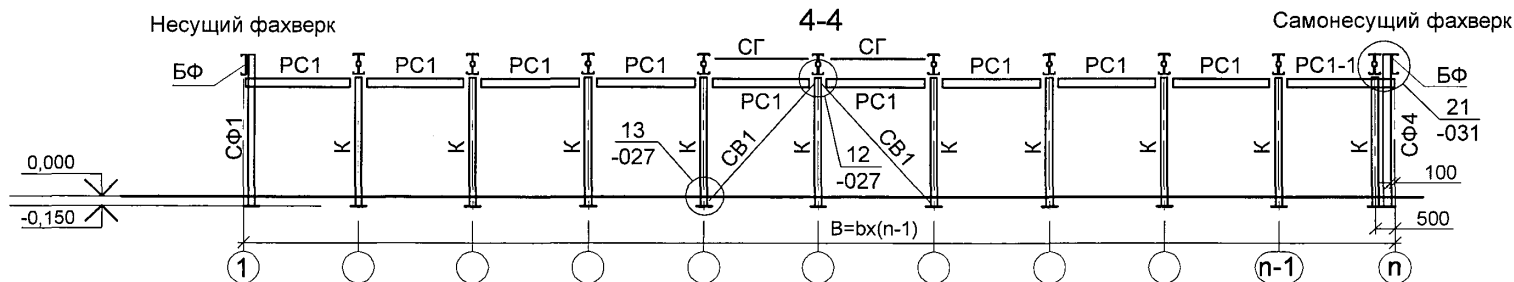 4-4
Несущий фахверк
Самонесущий фахверк
СГ СГ
БФ РС1 РС1 РС1 РС1 РС1 РС1 РС1 РС1-1 БФ
РС1 РС1
21
-031
13
-027
12
-027
СФ1 К К К К СВ1 К СВ1 К К К К К СФ4
0,000
-0,150
100
500
B=bx(n-1)
1 n-1 n